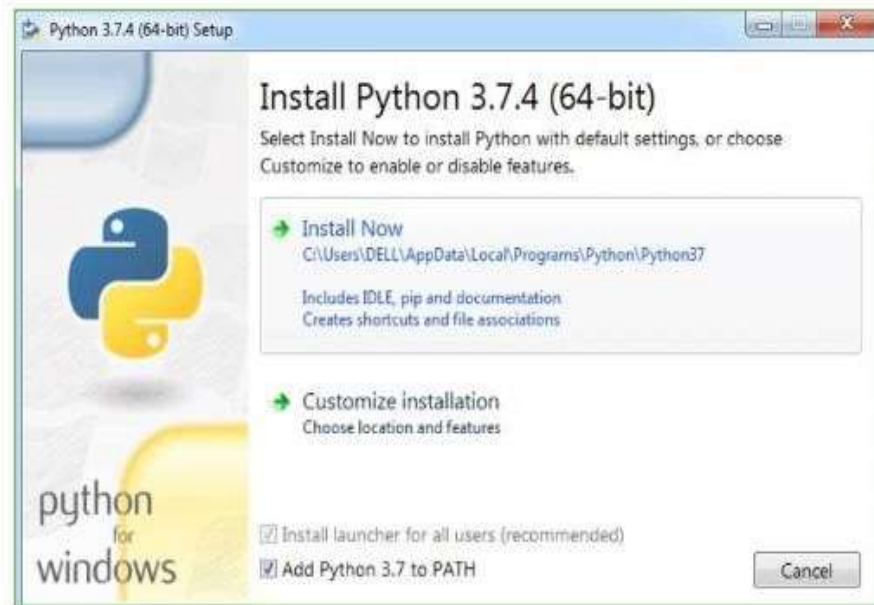 Python 3.7.4 (64-bit) Setup
Install Python 3.7.4 (64-bit)
Select Install Now to install Python with default settings, or choose
Customize to enable or disable features.
Install Now
C:\Users\DELL\AppData\Local\Programs\Python\Python37
Includes IDLE, pip and documentation
Creates shortcuts and file associations
Customize installation
Choose location and features
python
for
windows
Install launcher for all users (recommended)
Add Python 3.7 to PATH
Cancel